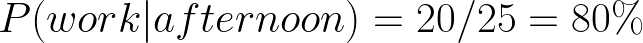 P(work|afternoon) = 20/25 = 80%